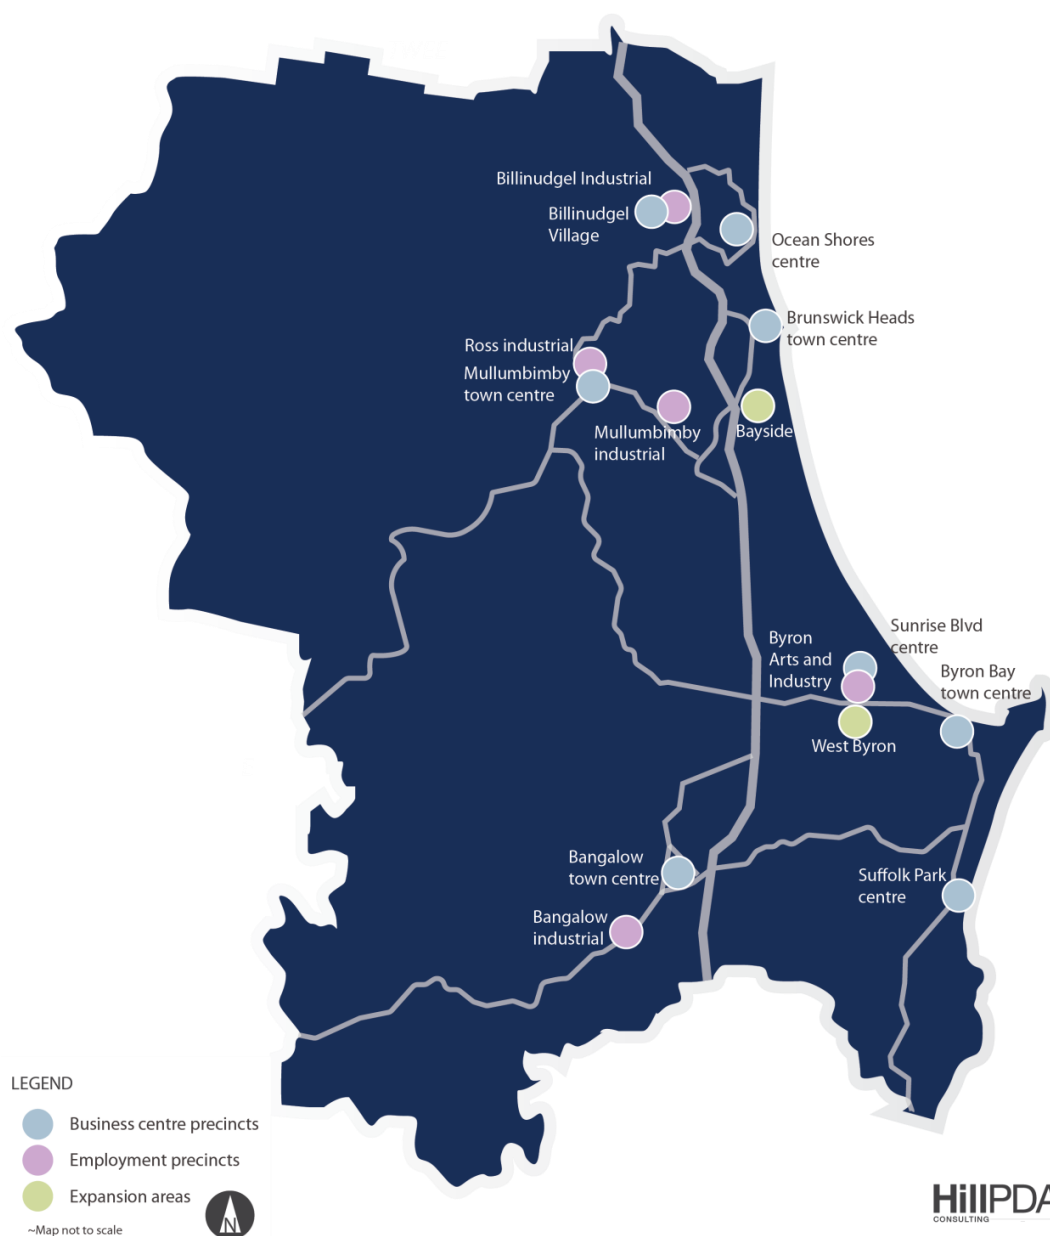 Billinudgel Industrial
Billinudgel
Village
Ocean Shores
centre
Brunswick Heads
town centre
Ross industrial
Mullumbimby
town centre
Mullumbimby
industrial
Bayside
Sunrise Blvd
centre
Byron
Arts and
Industry
Byron Bay
town centre
West Byron
Bangalow
town centre
Suffolk Park
centre
Bangalow
industrial
LEGEND
Business centre precincts
Employment precincts
Expansion areas
~Map not to scale
N
HillPDA
CONSULTING